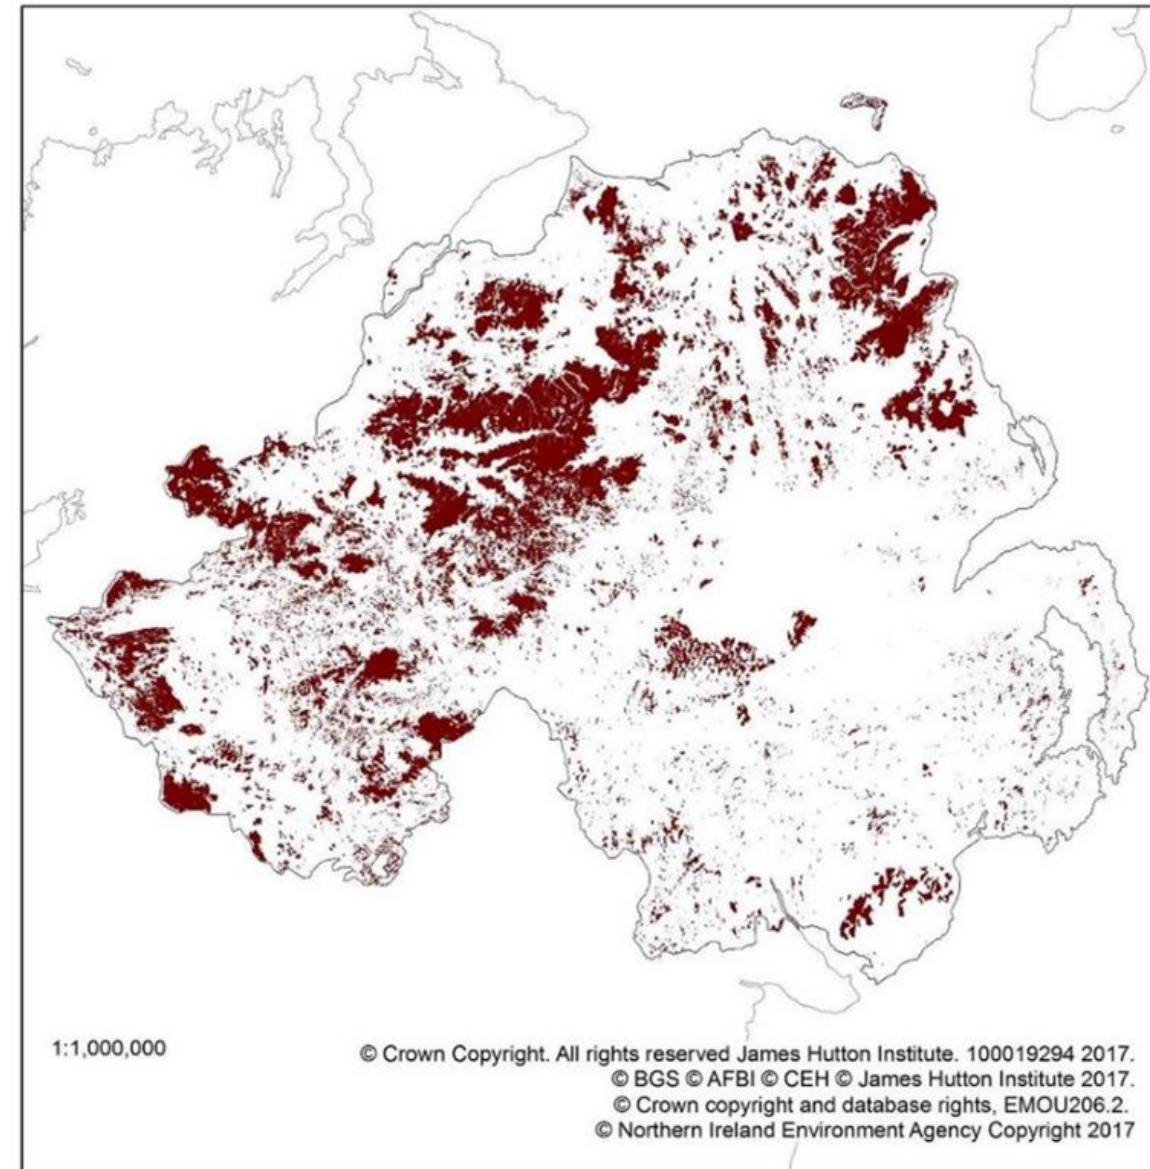 1:1,000,000
© Crown Copyright. All rights reserved James Hutton Institute. 100019294 2017.
© BGS © AFBI © CEH © James Hutton Institute 2017.
© Crown copyright and database rights, EMOU206.2.
© Northern Ireland Environment Agency Copyright 2017